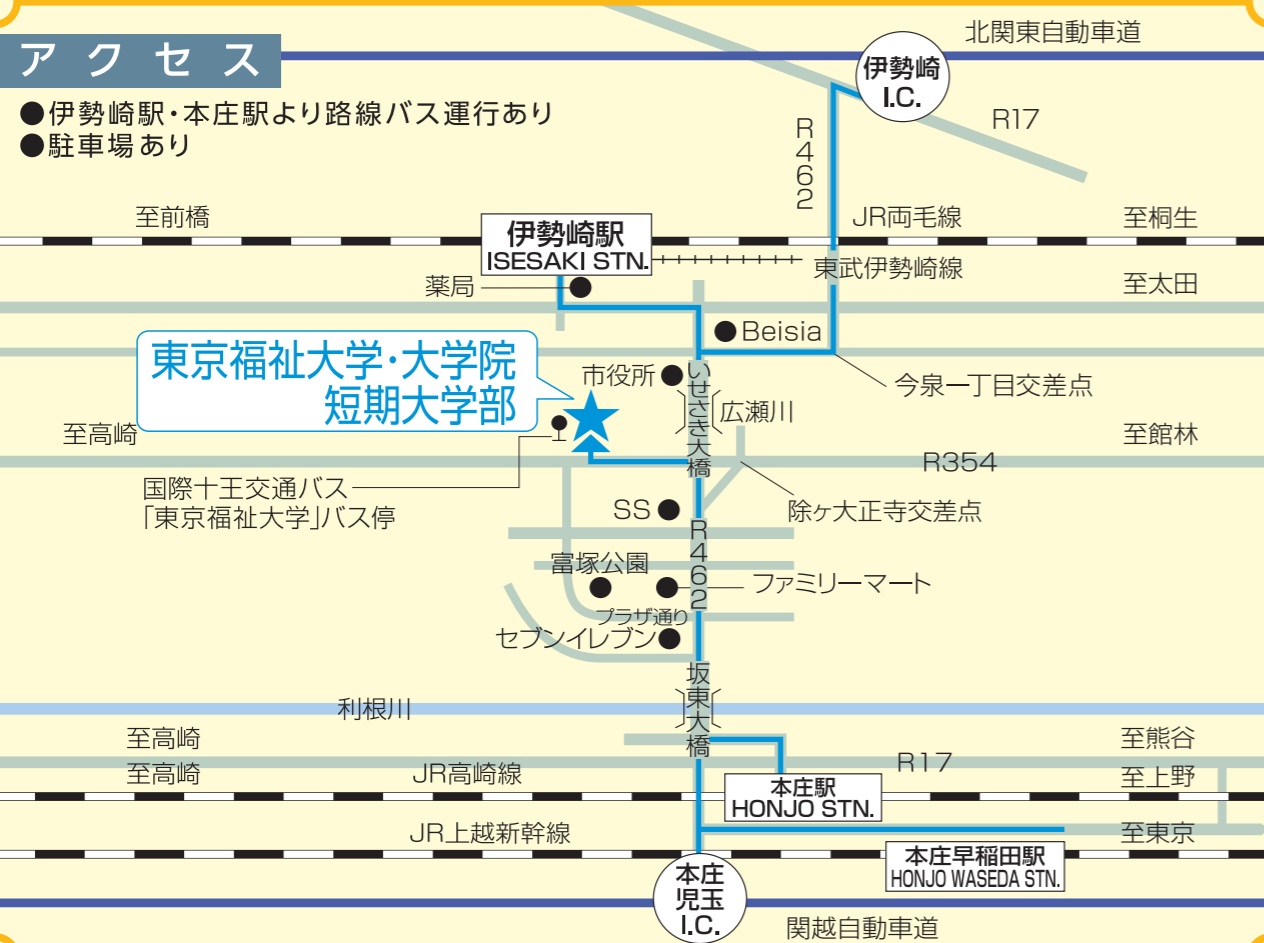 アクセス
●伊勢崎駅・本庄駅より路線バス運行あり
●駐車場あり
北関東自動車道
伊勢崎
I.C.
R17
R462
至前橋
伊勢崎駅
ISESAKI STN.
JR両毛線
至桐生
東武伊勢崎線
薬局
至太田
Beisia
東京福祉大学・大学院
短期大学部
市役所
いせさき大橋
広瀬川
今泉一丁目交差点
至高崎
至館林
R354
国際十王交通バス
「東京福祉大学」バス停
SS
除ヶ大正寺交差点
R462
富塚公園
ファミリーマート
プラザ通り
セブンイレブン
坂東大橋
利根川
至高崎
至熊谷
R17
至高崎
JR高崎線
至上野
本庄駅
HONJO STN.
JR上越新幹線
至東京
本庄早稲田駅
HONJO WASEDA STN.
本庄
児玉
I.C.
関越自動車道